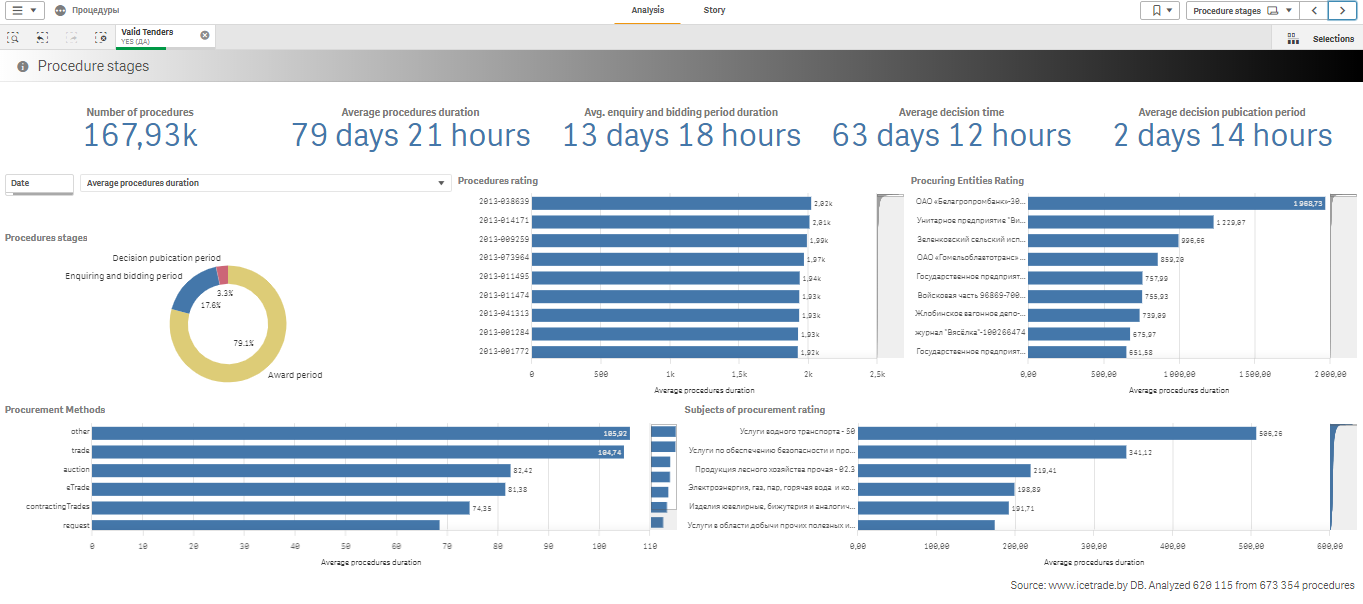 Процедуры
Analysis
Story
Procedure stages
Valid Tenders
YES (ДА)
Selections
Procedure stages
Number of procedures
167,93k
Average procedures duration
79 days 21 hours
Avg. enquiry and bidding period duration
13 days 18 hours
Average decision time
63 days 12 hours
Average decision pubication period
2 days 14 hours
Date
Average procedures duration
Procedures stages
Decision pubication period
Enquiring and bidding period
3.3%
17.6%
79.1%
Award period
Procedures rating
2013-038639
2,02k
2013-014171
2,01k
2013-009259
1,99k
2013-073964
1,97k
2013-011495
1,94k
2013-011474
1,93k
2013-041313
1,93k
2013-001284
1,93k
2013-001772
1,92k
0 500 1k 1,5k 2k 2,5k
Average procedures duration
Procuring Entities Rating
ОАО «Белагропромбанк»-30...
1 968,73
Унитарное предприятие "Ви...
1 229,07
Зеленковский сельский исп...
996,66
ОАО «Гомельоблавтотранс»...
859,20
Государственное предприят...
757,99
Войсковая часть 96869-700...
755,93
Жлобинское вагонное депо-...
739,09
журнал "Вясёлка"-100266474
675,97
Государственное предприят...
651,58
0,00 500,00 1 000,00 1 500,00 2 000,00
Average procedures duration
Procurement Methods
other
105,92
trade
104,74
auction
82,42
eTrade
81,38
contractingTrades
74,35
request
0 10 20 30 40 50 60 70 80 90 100 110
Average procedures duration
Subjects of procurement rating
Услуги водного транспорта - 50
506,26
Услуги по обеспечению безопасности и про...
341,12
Продукция лесного хозяйства прочая - 02.3
219,41
Электроэнергия, газ, пар, горячая вода и ко...
198,89
Изделия ювелирные, бижутерия и аналогич...
191,71
Услуги в области добычи прочих полезных и...
0,00 100,00 200,00 300,00 400,00 500,00 600,00
Average procedures duration
Source: www.icetrade.by DB. Analyzed 620 115 from 673 354 procedures